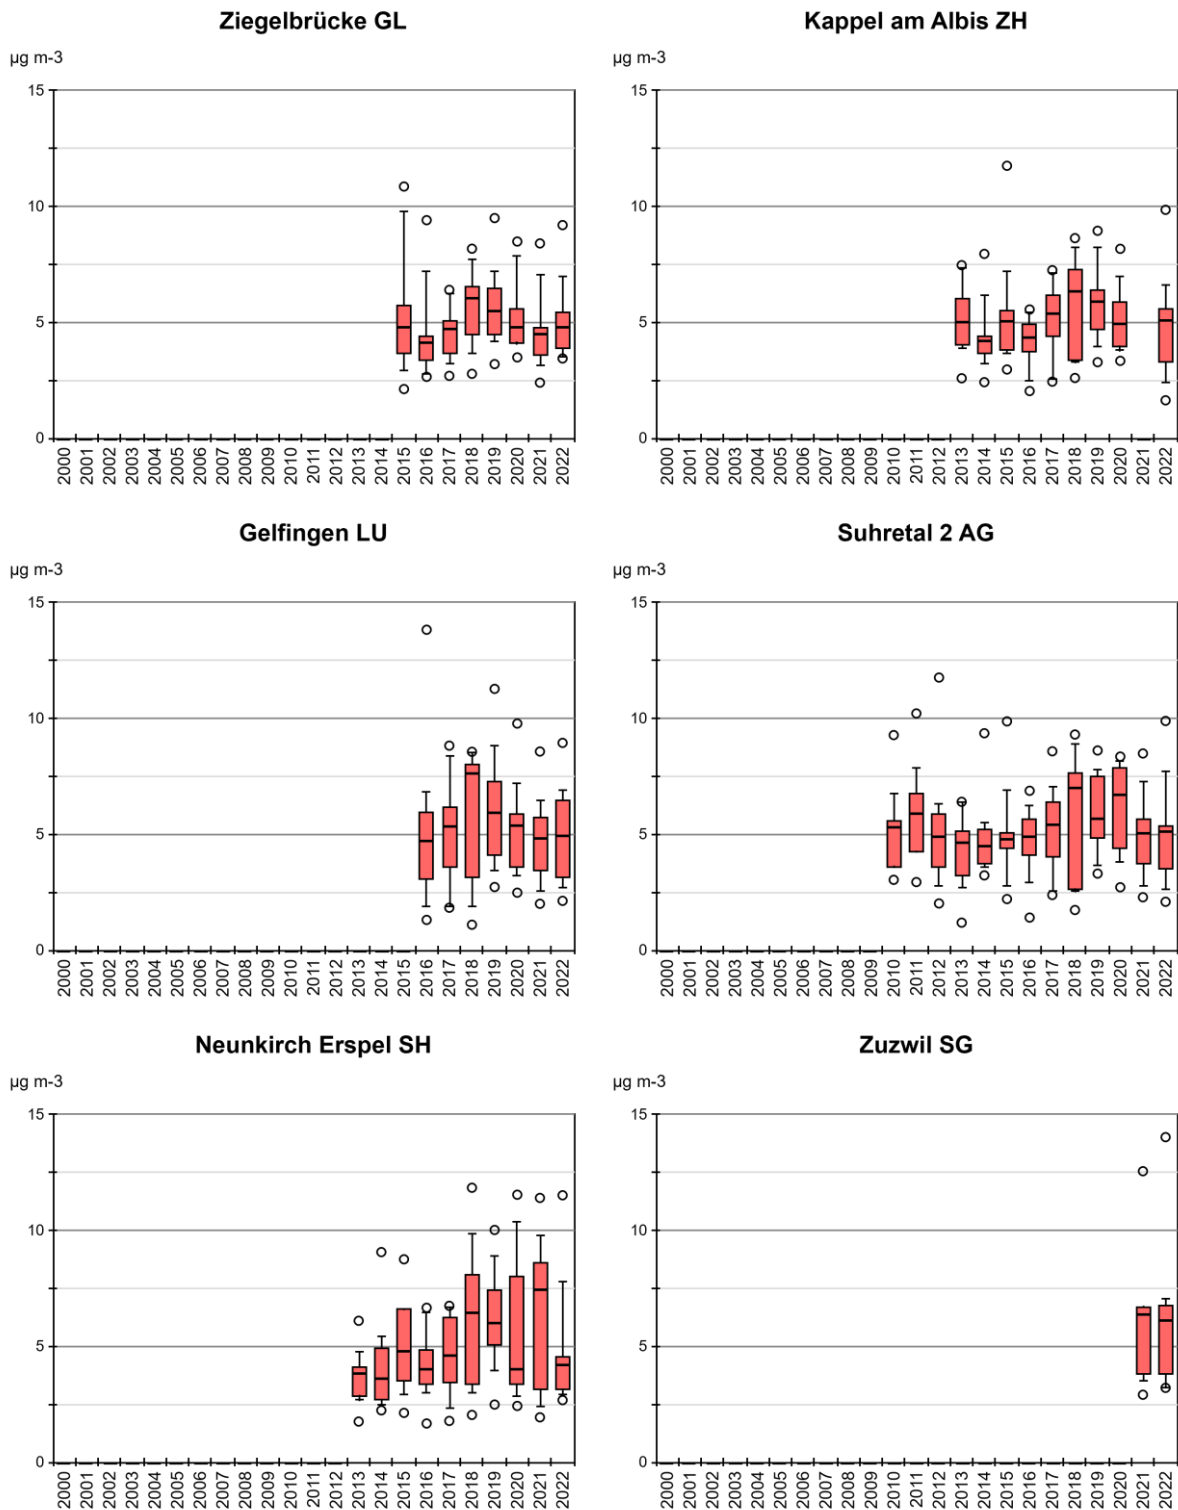 Ziegelbrücke GL
µg m-3
15
10
5
0
2000 2001 2002 2003 2004 2005 2006 2007 2008 2009 2010 2011 2012 2013 2014 2015 2016 2017 2018 2019 2020 2021 2022
Kappel am Albis ZH
µg m-3
15
10
5
0
2000 2001 2002 2003 2004 2005 2006 2007 2008 2009 2010 2011 2012 2013 2014 2015 2016 2017 2018 2019 2020 2021 2022
Gelfingen LU
µg m-3
15
10
5
0
2000 2001 2002 2003 2004 2005 2006 2007 2008 2009 2010 2011 2012 2013 2014 2015 2016 2017 2018 2019 2020 2021 2022
Suhretal 2 AG
µg m-3
15
10
5
0
2000 2001 2002 2003 2004 2005 2006 2007 2008 2009 2010 2011 2012 2013 2014 2015 2016 2017 2018 2019 2020 2021 2022
Neunkirch Erspel SH
µg m-3
15
10
5
0
2000 2001 2002 2003 2004 2005 2006 2007 2008 2009 2010 2011 2012 2013 2014 2015 2016 2017 2018 2019 2020 2021 2022
Zuzwil SG
µg m-3
15
10
5
0
2000 2001 2002 2003 2004 2005 2006 2007 2008 2009 2010 2011 2012 2013 2014 2015 2016 2017 2018 2019 2020 2021 2022